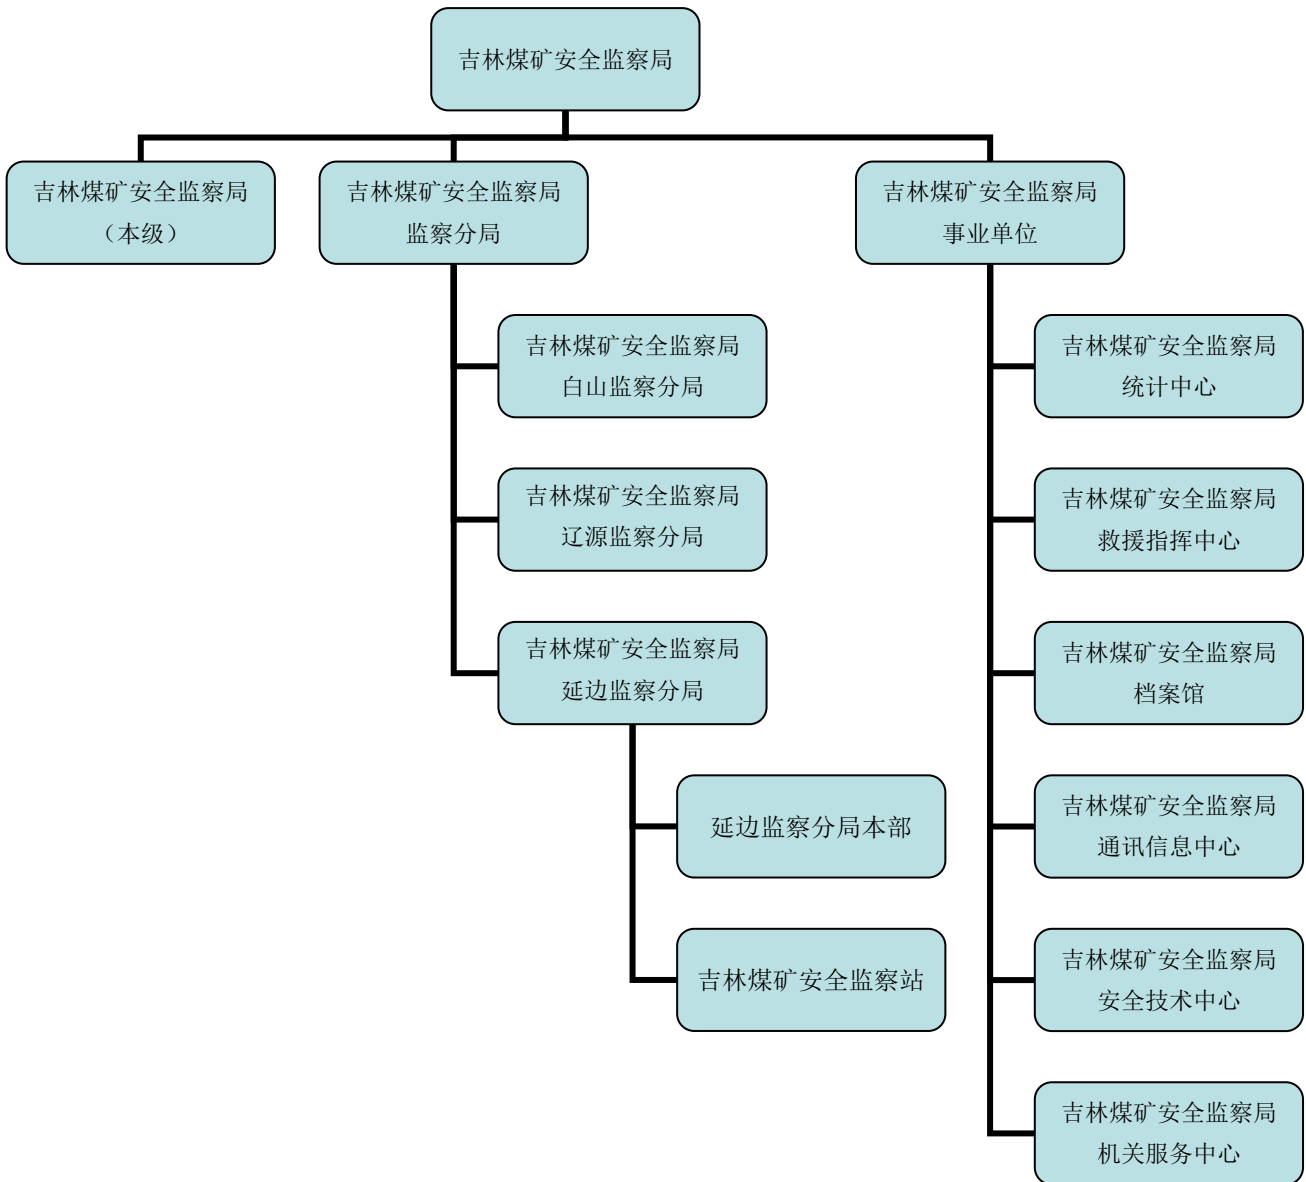 吉林煤矿安全监察局
吉林煤矿安全监察局
（本级）
吉林煤矿安全监察局
监察分局
吉林煤矿安全监察局
事业单位
吉林煤矿安全监察局
白山监察分局
吉林煤矿安全监察局
辽源监察分局
吉林煤矿安全监察局
延边监察分局
延边监察分局本部
吉林煤矿安全监察站
吉林煤矿安全监察局
统计中心
吉林煤矿安全监察局
救援指挥中心
吉林煤矿安全监察局
档案馆
吉林煤矿安全监察局
通讯信息中心
吉林煤矿安全监察局
安全技术中心
吉林煤矿安全监察局
机关服务中心